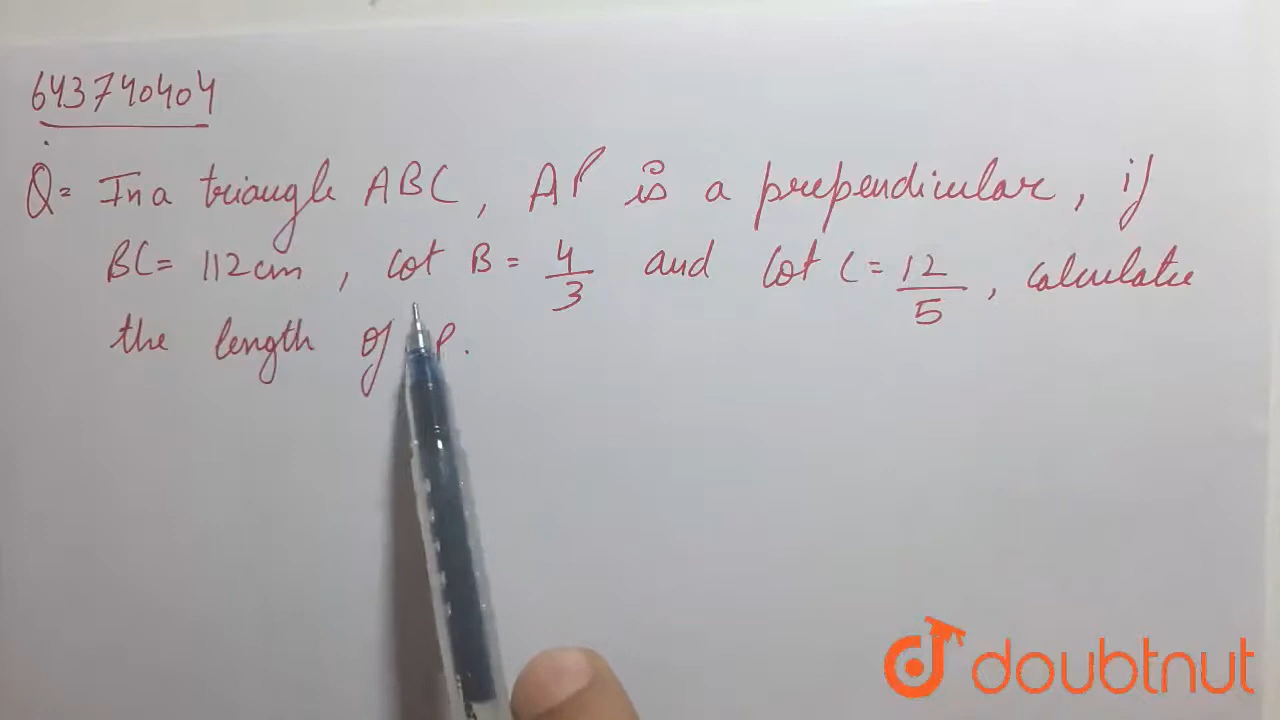 643740404
Q= In a triangle ABC, AP is a prependicular, if
BC= 112cm, cot B = 4/3 and Cot C = 12/5, calculate
the length of P.
doubtnut